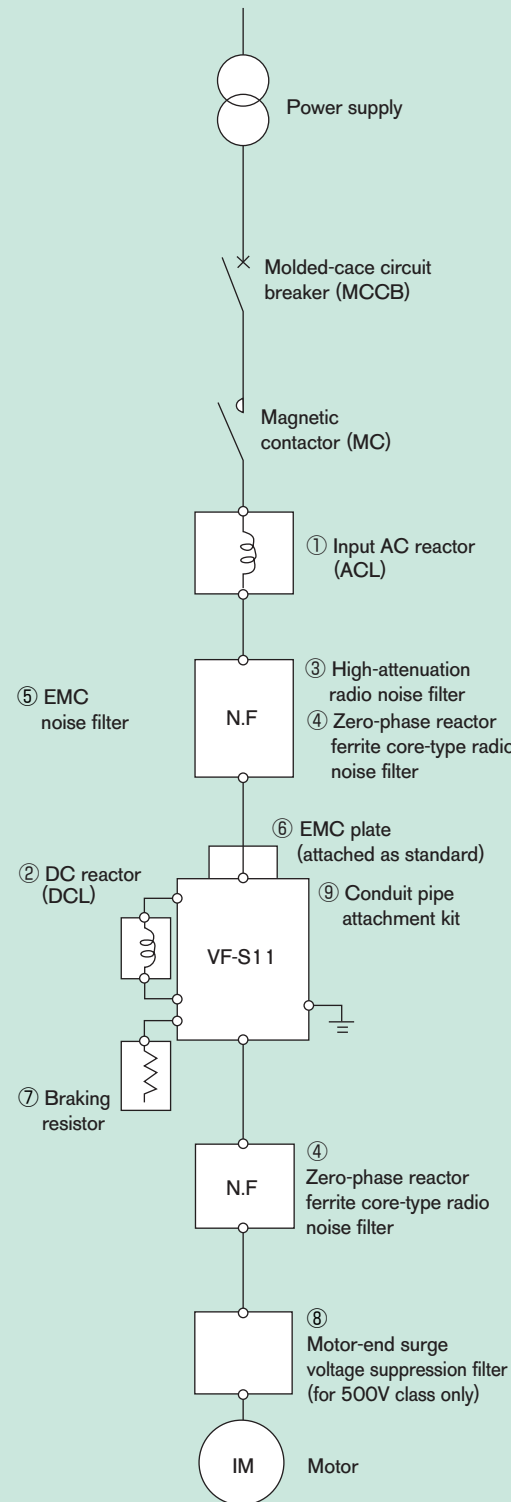 Power supply
Molded-cace circuit
breaker (MCCB)
Magnetic
contactor (MC)
① Input AC reactor
(ACL)
⑤ EMC
noise filter
N.F
③ High-attenuation
radio noise filter
④ Zero-phase reactor
ferrite core-type radio
noise filter
⑥ EMC plate
(attached as standard)
② DC reactor
(DCL)
⑨ Conduit pipe
attachment kit
VF-S11
⑦ Braking
resistor
N.F
④
Zero-phase reactor
ferrite core-type radio
noise filter
⑧
Motor-end surge
voltage suppression filter
(for 500V class only)
IM
Motor